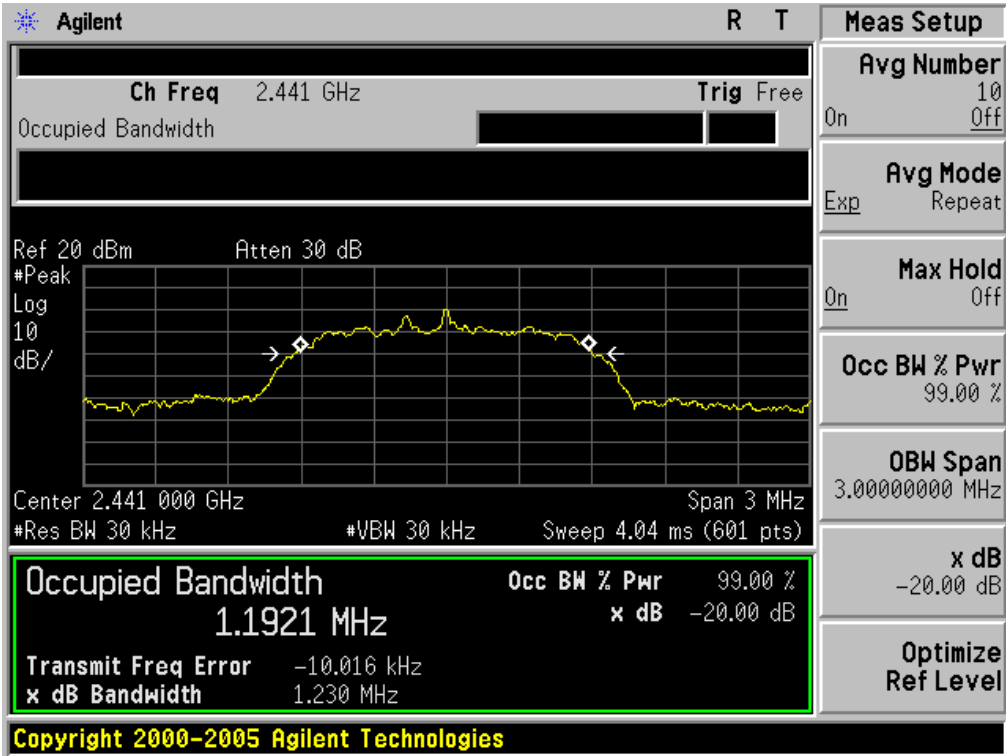 Agilent R T
Ch Freq 2.441 GHz Trig Free
Occupied Bandwidth
Ref 20 dBm Atten 30 dB
#Peak
Log
10
dB/
Center 2.441 000 GHz Span 3 MHz
#Res BW 30 kHz #VBW 30 kHz Sweep 4.04 ms (601 pts)
Occupied Bandwidth Occ BW % Pwr 99.00 %
1.1921 MHz x dB -20.00 dB
Transmit Freq Error -10.016 kHz
x dB Bandwidth 1.230 MHz
Copyright 2000-2005 Agilent Technologies
Meas Setup
Avg Number
10
On Off
Avg Mode
Exp Repeat
Max Hold
On Off
Occ BW % Pwr
99.00 %
OBW Span
3.00000000 MHz
x dB
-20.00 dB
Optimize
Ref Level